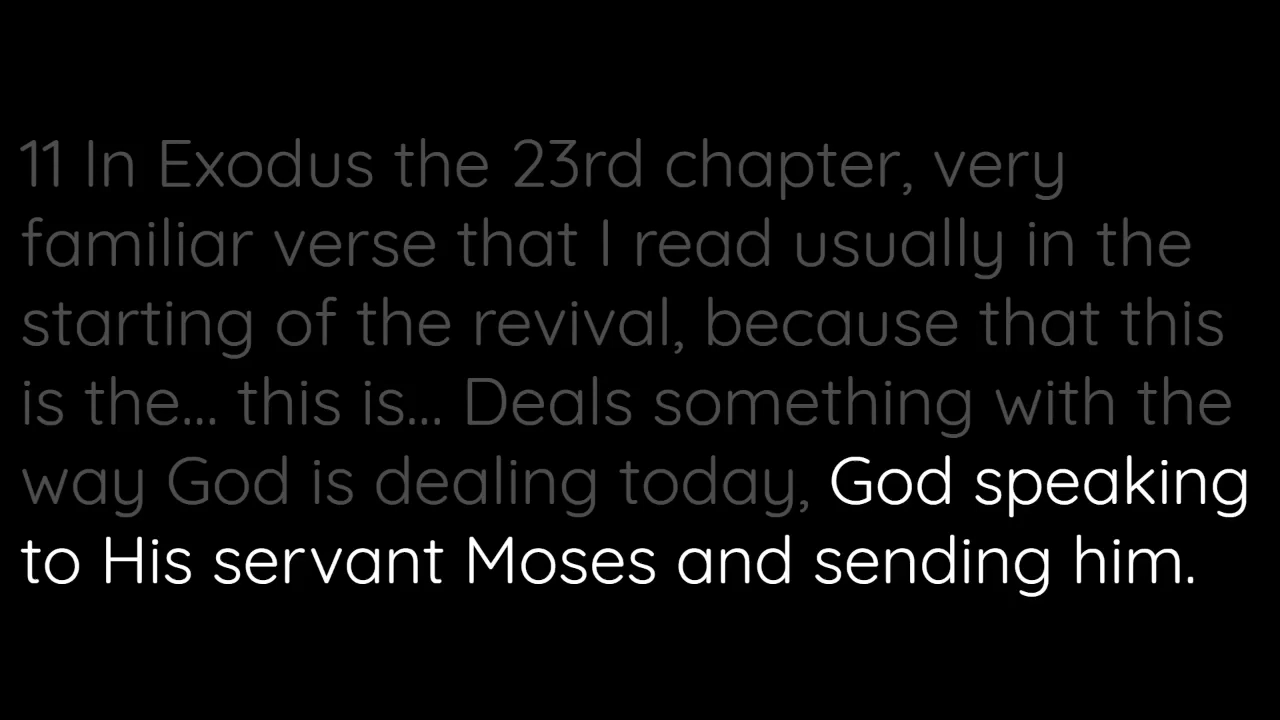 11 In Exodus the 23rd chapter, very
familiar verse that I read usually in the
starting of the revival, because that this
is the... this is... Deals something with the
way God is dealing today, God speaking
to His servant Moses and sending him.